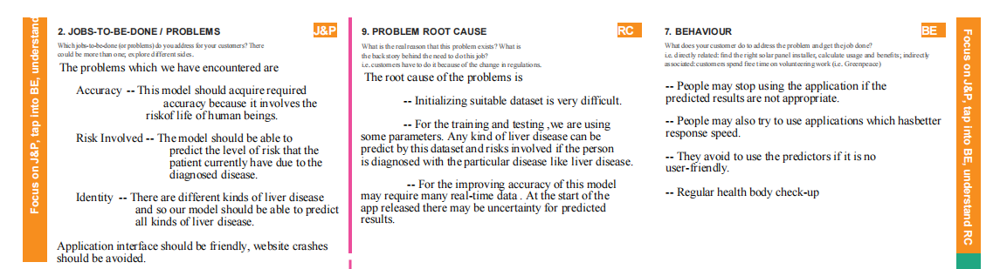 Focus on J&P, tap into BE, understand
2. JOBS-TO-BE-DONE / PROBLEMS
J&P
Which jobs-to-be-done (or problems) do you address for your customers? There
could be more than one; explore different sides.
The problems which we have encountered are
Accuracy -- This model should acquire required
accuracy because it involves the
risk of life of human beings.
Risk Involved -- The model should be able to
predict the level of risk that the
patient currently have due to the
diagnosed disease.
Identity -- There are different kinds of liver disease
and so our model should be able to predict
all kinds of liver disease.
Application interface should be friendly, website crashes
should be avoided.
9. PROBLEM ROOT CAUSE
RC
What is the real reason that this problem exists? What is
the back story behind the need to do this job?
i.e. customers have to do it because of the change in regulations.
The root cause of the problems is
-- Initializing suitable dataset is very difficult.
-- For the training and testing ,we are using
some parameters. Any kind of liver disease can be
predict by this dataset and risks involved if the person
is diagnosed with the particular disease like liver disease.
-- For the improving accuracy of this model
may require many real-time data . At the start of the
app released there may be uncertainty for predicted
results.
7. BEHAVIOUR
BE
What does your customer do to address the problem and get the job done?
i.e. directly related: find the right solar panel installer, calculate usage and benefits; indirectly
associated: customers spend free time on volunteering work (i.e. Greenpeace)
-- People may stop using the application if the
predicted results are not appropriate.
-- People may also try to use applications which hasbetter
response speed.
-- They avoid to use the predictors if it is no
user-friendly.
-- Regular health body check-up
Focus on J&P, tap into BE, understand RC